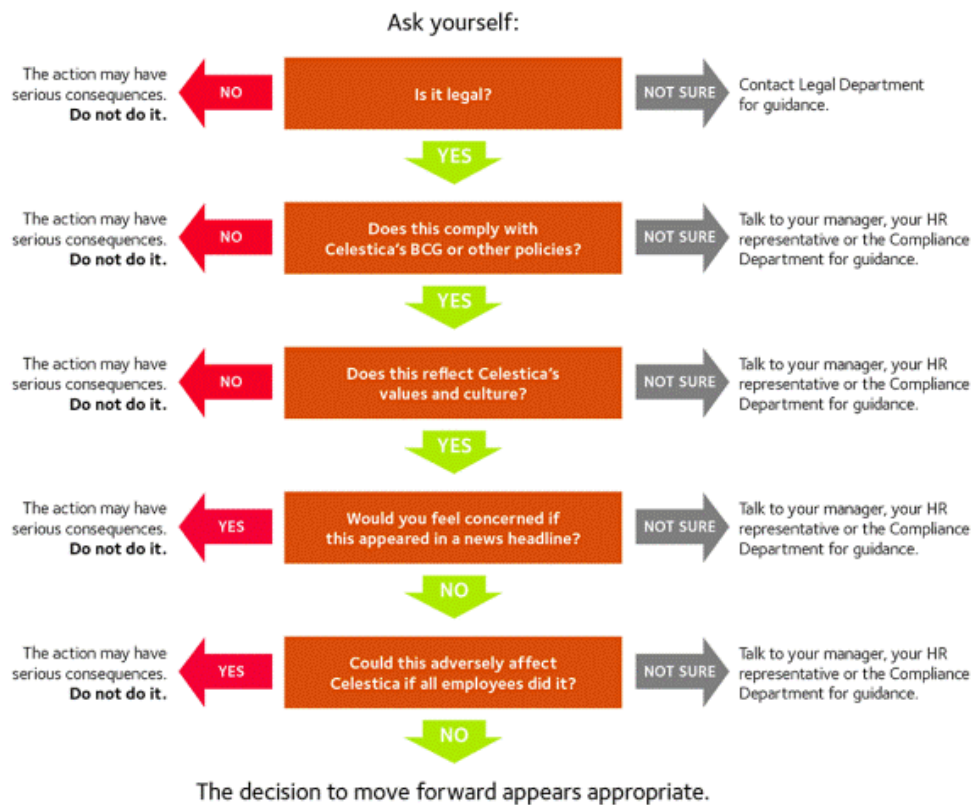 Ask yourself:
The action may have
serious consequences.
Do not do it.
NO
Is it legal?
NOT SURE
Contact Legal Department
for guidance.
YES
The action may have
serious consequences.
Do not do it.
NO
Does this comply with
Celestica's BCG or other policies?
NOT SURE
Talk to your manager, your HR
representative or the Compliance
Department for guidance.
YES
The action may have
serious consequences.
Do not do it.
NO
Does this reflect Celestica's
values and culture?
NOT SURE
Talk to your manager, your HR
representative or the Compliance
Department for guidance.
YES
The action may have
serious consequences.
Do not do it.
YES
Would you feel concerned if
this appeared in a news headline?
NOT SURE
Talk to your manager, your HR
representative or the Compliance
Department for guidance.
NO
The action may have
serious consequences.
Do not do it.
YES
Could this adversely affect
Celestica if all employees did it?
NOT SURE
Talk to your manager, your HR
representative or the Compliance
Department for guidance.
NO
The decision to move forward appears appropriate.